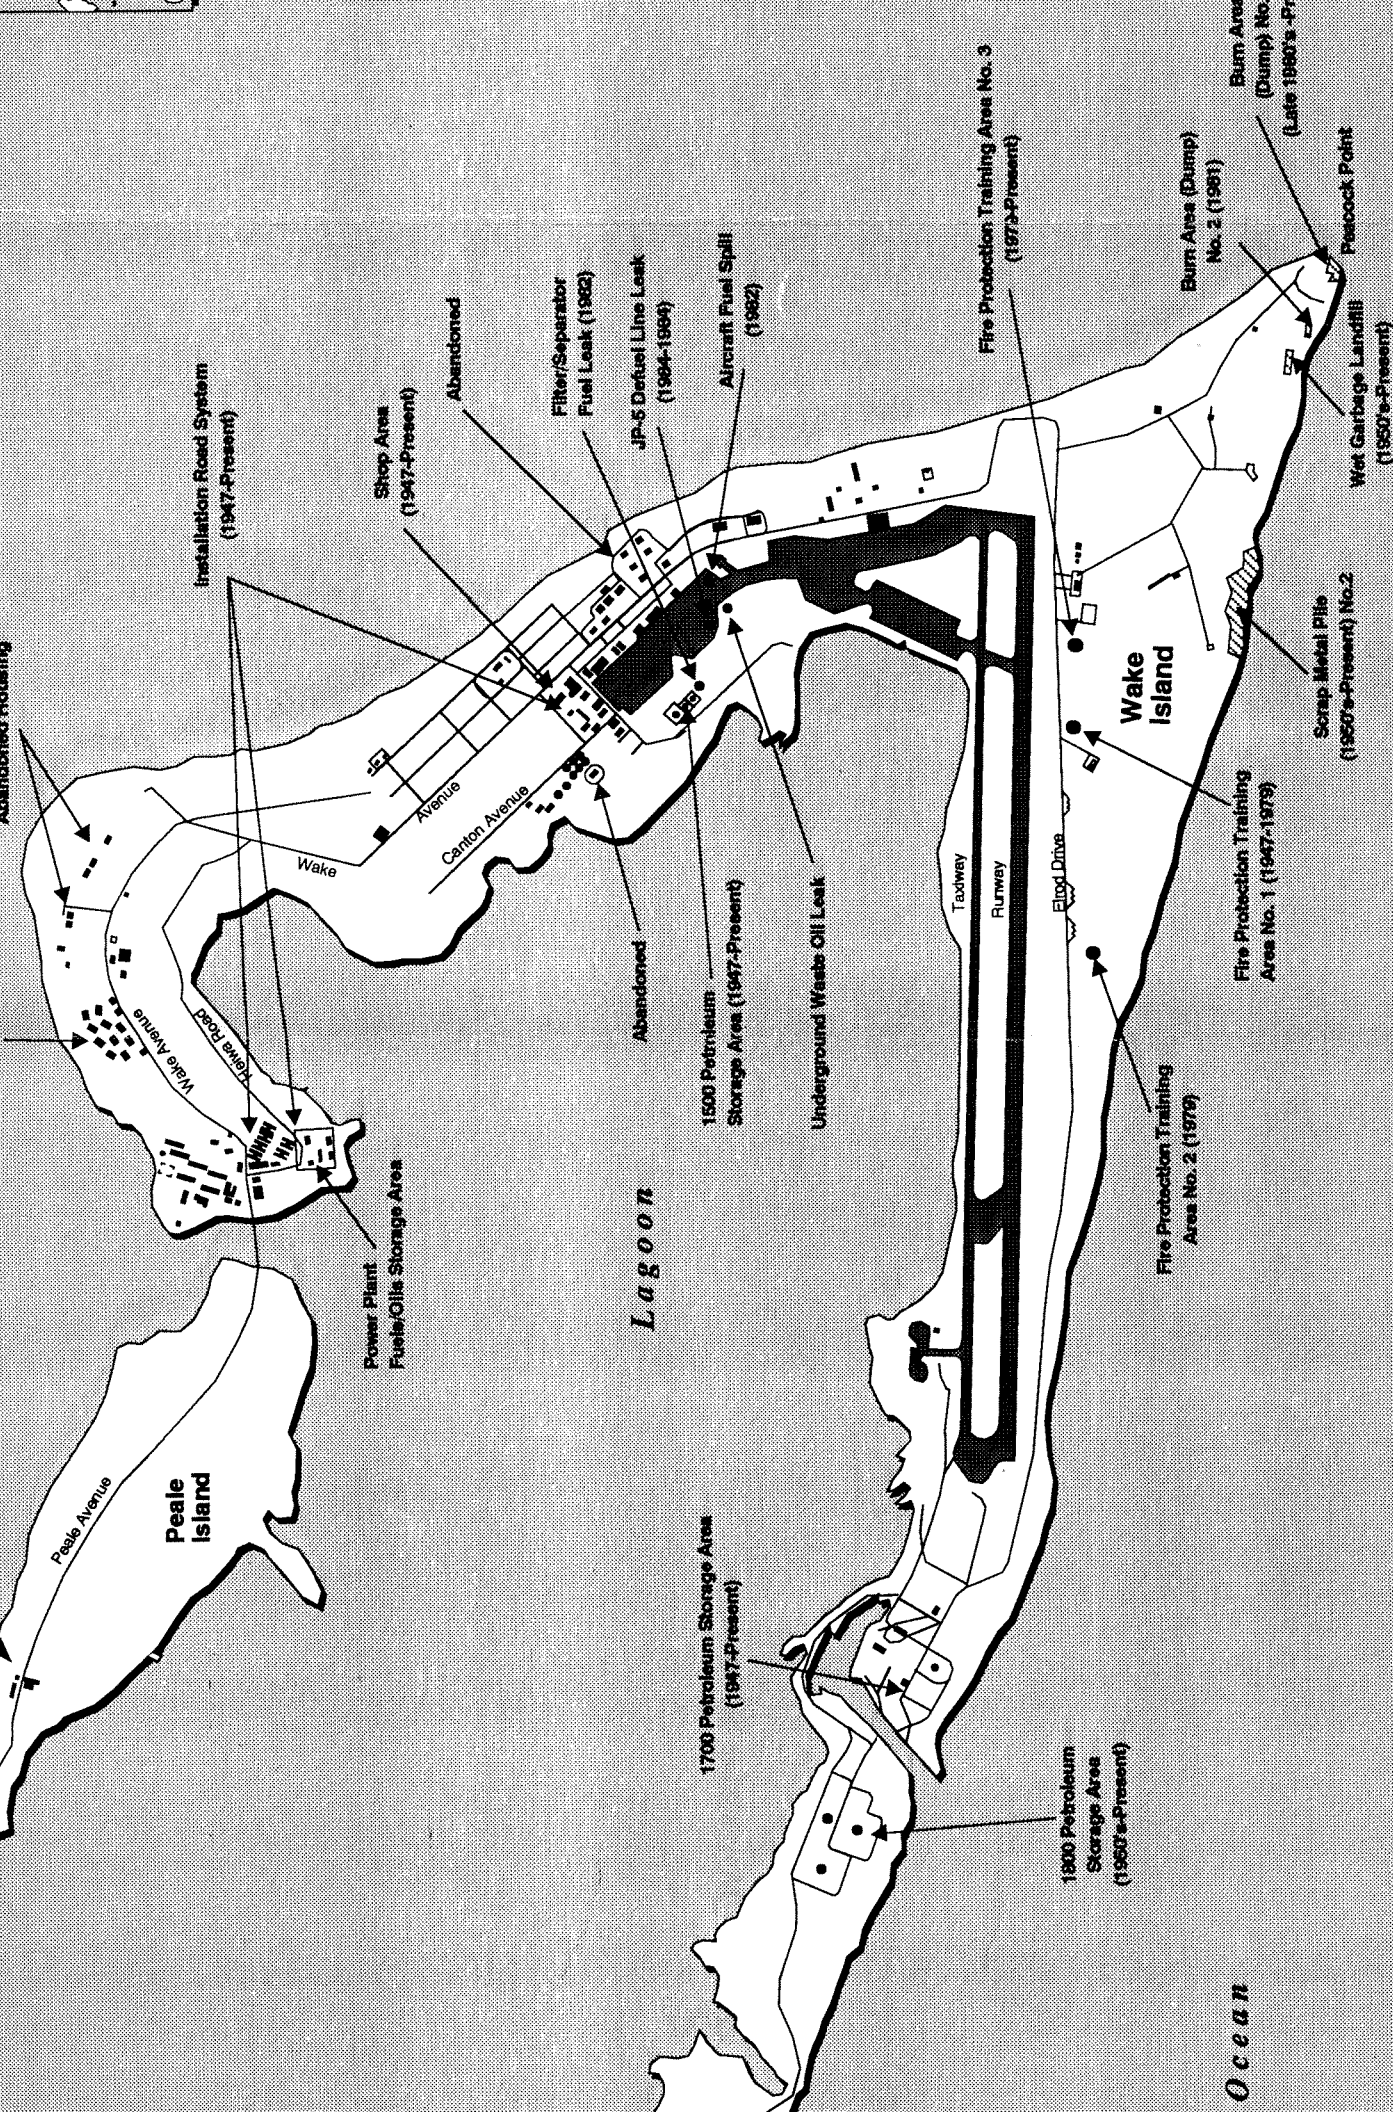 Abandoned Housing
Installation Road System
(1947-Present)
Shop Area
(1947-Present)
Abandoned
Filter/Separator
Fuel Leak (1982)
JP-5 Defuel Line Leak
(1984-1984)
Aircraft Fuel Spill
(1982)
Fire Protection Training Area No. 3
(1979-Present)
Burn Area
(Dump) No.
Burn Area (Dump)
No. 2 (1981)
Peacock Point
Wet Garbage Landfill
(1950's-Present)
Scrap Metal Pile
(1950's-Present) No.2
Wake
Island
Fire Protection Training
Area No. 1 (1947-1979)
Fire Protection Training
Area No. 2 (1979)
Taxiway
Runway
Elrod Drive
Wake
Avenue
Canton Avenue
Wake Avenue
Heiwa Road
Abandoned
1500 Petroleum
Storage Area (1947-Present)
Underground Waste Oil Leak
Power Plant
Fuels/Oils Storage Area
Lagoon
Peale Avenue
Peale
Island
1700 Petroleum Storage Area
(1947-Present)
1800 Petroleum
Storage Area
(1950's-Present)
Ocean